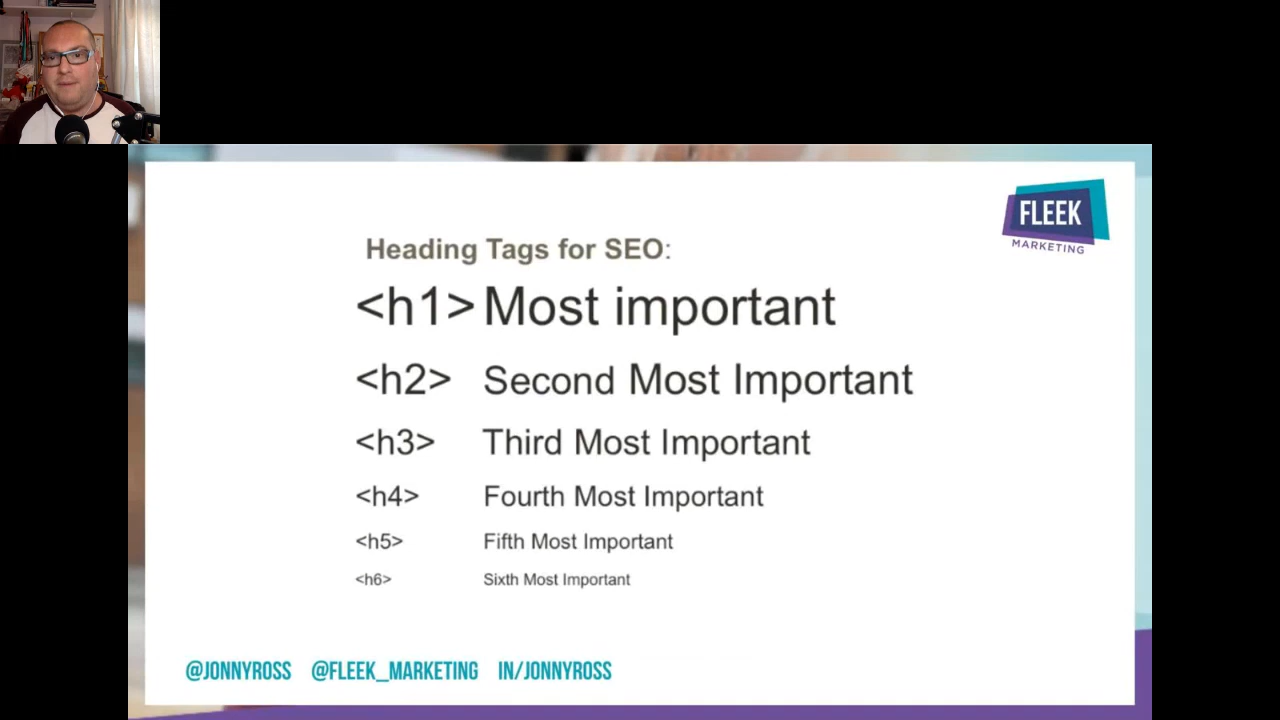 FLEEK
MARKETING
Heading Tags for SEO:
<h1> Most important
<h2> Second Most Important
<h3> Third Most Important
<h4> Fourth Most Important
<h5> Fifth Most Important
<h6> Sixth Most Important
@JONNYROSS @FLEEK_MARKETING IN/JONNYROSS